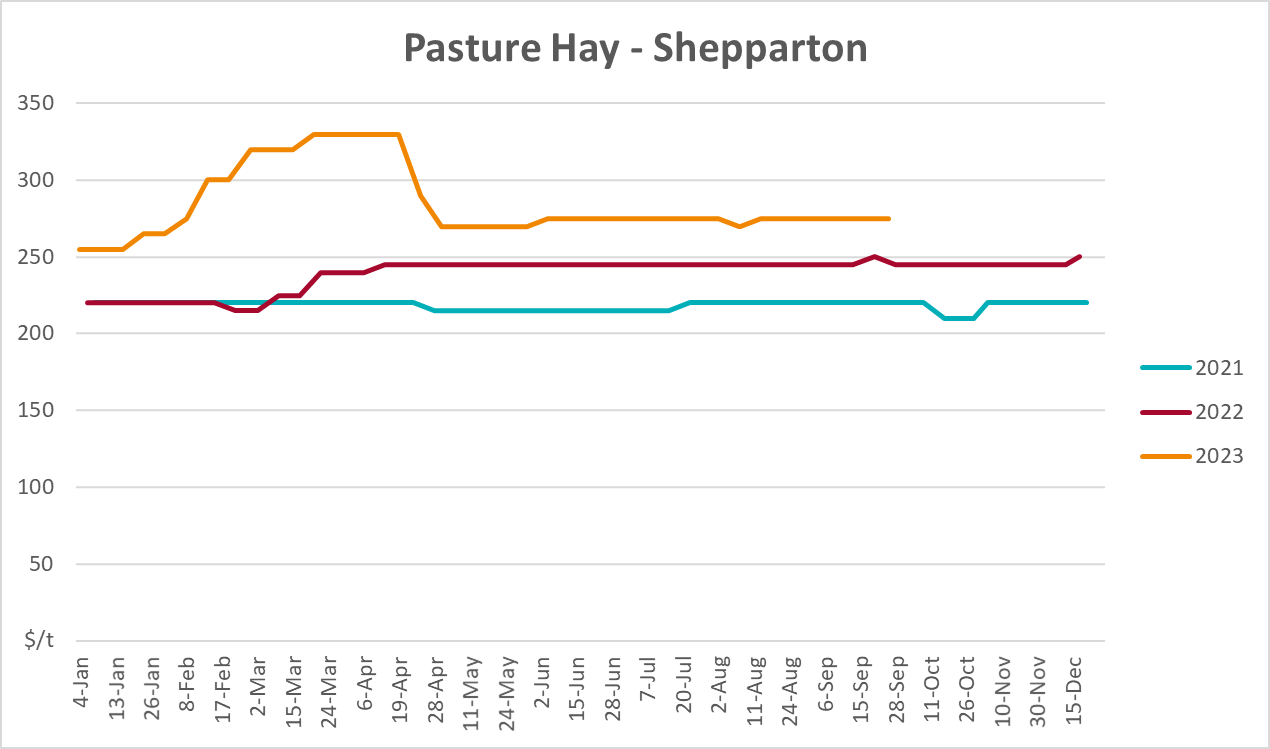 Pasture Hay - Shepparton
350
300
250
200
150
100
50
$/t
4-Jan
13-Jan
26-Jan
8-Feb
17-Feb
2-Mar
15-Mar
24-Mar
6-Apr
19-Apr
28-Apr
11-May
24-May
2-Jun
15-Jun
28-Jun
7-Jul
20-Jul
2-Aug
11-Aug
24-Aug
6-Sep
15-Sep
28-Sep
11-Oct
26-Oct
10-Nov
30-Nov
15-Dec
2021
2022
2023